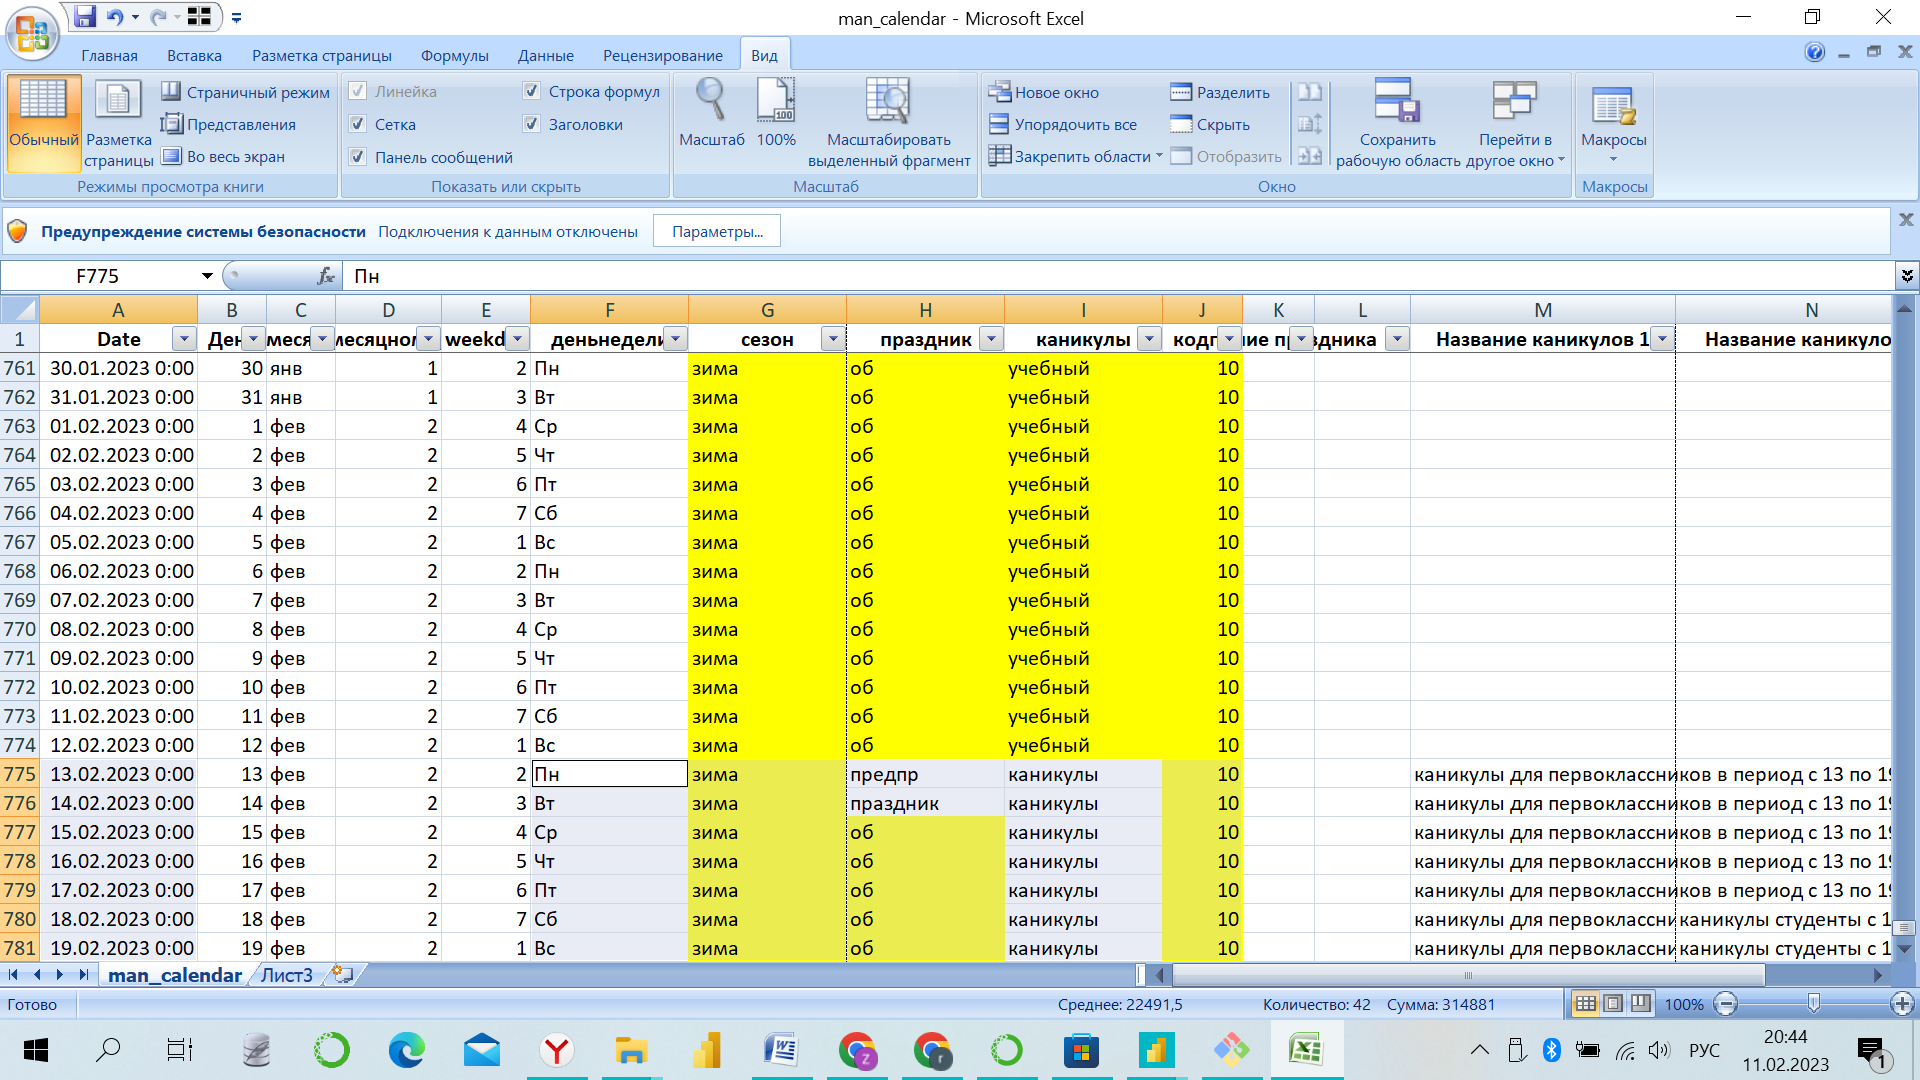 man_calendar - Microsoft Excel
Главная Вставка Разметка страницы Формулы Данные Рецензирование Вид
Обычный Разметка страницы Страничный режим Представления Во весь экран
Режимы просмотра книги
Линейка Сетка Панель сообщений Строка формул Заголовки
Показать или скрыть
Масштаб 100% Масштабировать выделенный фрагмент
Масштаб
Новое окно Упорядочить все Закрепить области Разделить Скрыть Отобразить Сохранить рабочую область Перейти в другое окно
Окно
Макросы
Макросы
Предупреждение системы безопасности Подключения к данным отключены Параметры...
F775 fx Пн
A B C D E F G H I J K L M N
1 Date Ден меся месяцно weekd деньнедели сезон праздник каникулы кодп ие пр здника Название каникулов 1 Название каникуло
761 30.01.2023 0:00 30 янв 1 2 Пн зима об учебный 10
762 31.01.2023 0:00 31 янв 1 3 Вт зима об учебный 10
763 01.02.2023 0:00 1 фев 2 4 Ср зима об учебный 10
764 02.02.2023 0:00 2 фев 2 5 Чт зима об учебный 10
765 03.02.2023 0:00 3 фев 2 6 Пт зима об учебный 10
766 04.02.2023 0:00 4 фев 2 7 Сб зима об учебный 10
767 05.02.2023 0:00 5 фев 2 1 Вс зима об учебный 10
768 06.02.2023 0:00 6 фев 2 2 Пн зима об учебный 10
769 07.02.2023 0:00 7 фев 2 3 Вт зима об учебный 10
770 08.02.2023 0:00 8 фев 2 4 Ср зима об учебный 10
771 09.02.2023 0:00 9 фев 2 5 Чт зима об учебный 10
772 10.02.2023 0:00 10 фев 2 6 Пт зима об учебный 10
773 11.02.2023 0:00 11 фев 2 7 Сб зима об учебный 10
774 12.02.2023 0:00 12 фев 2 1 Вс зима об учебный 10
775 13.02.2023 0:00 13 фев 2 2 Пн зима предпр каникулы 10 каникулы для первоклассников в период с 13 по 19
776 14.02.2023 0:00 14 фев 2 3 Вт зима праздник каникулы 10 каникулы для первоклассников в период с 13 по 19
777 15.02.2023 0:00 15 фев 2 4 Ср зима об каникулы 10 каникулы для первоклассников в период с 13 по 19
778 16.02.2023 0:00 16 фев 2 5 Чт зима об каникулы 10 каникулы для первоклассников в период с 13 по 19
779 17.02.2023 0:00 17 фев 2 6 Пт зима об каникулы 10 каникулы для первоклассников в период с 13 по 19
780 18.02.2023 0:00 18 фев 2 7 Сб зима об каникулы 10 каникулы для первоклассни каникулы студенты с 1
781 19.02.2023 0:00 19 фев 2 1 Вс зима об каникулы 10 каникулы для первоклассни каникулы студенты с 1
man_calendar Лист3
Готово Среднее: 22491,5 Количество: 42 Сумма: 314881 100%
РУС 20:44
11.02.2023 1